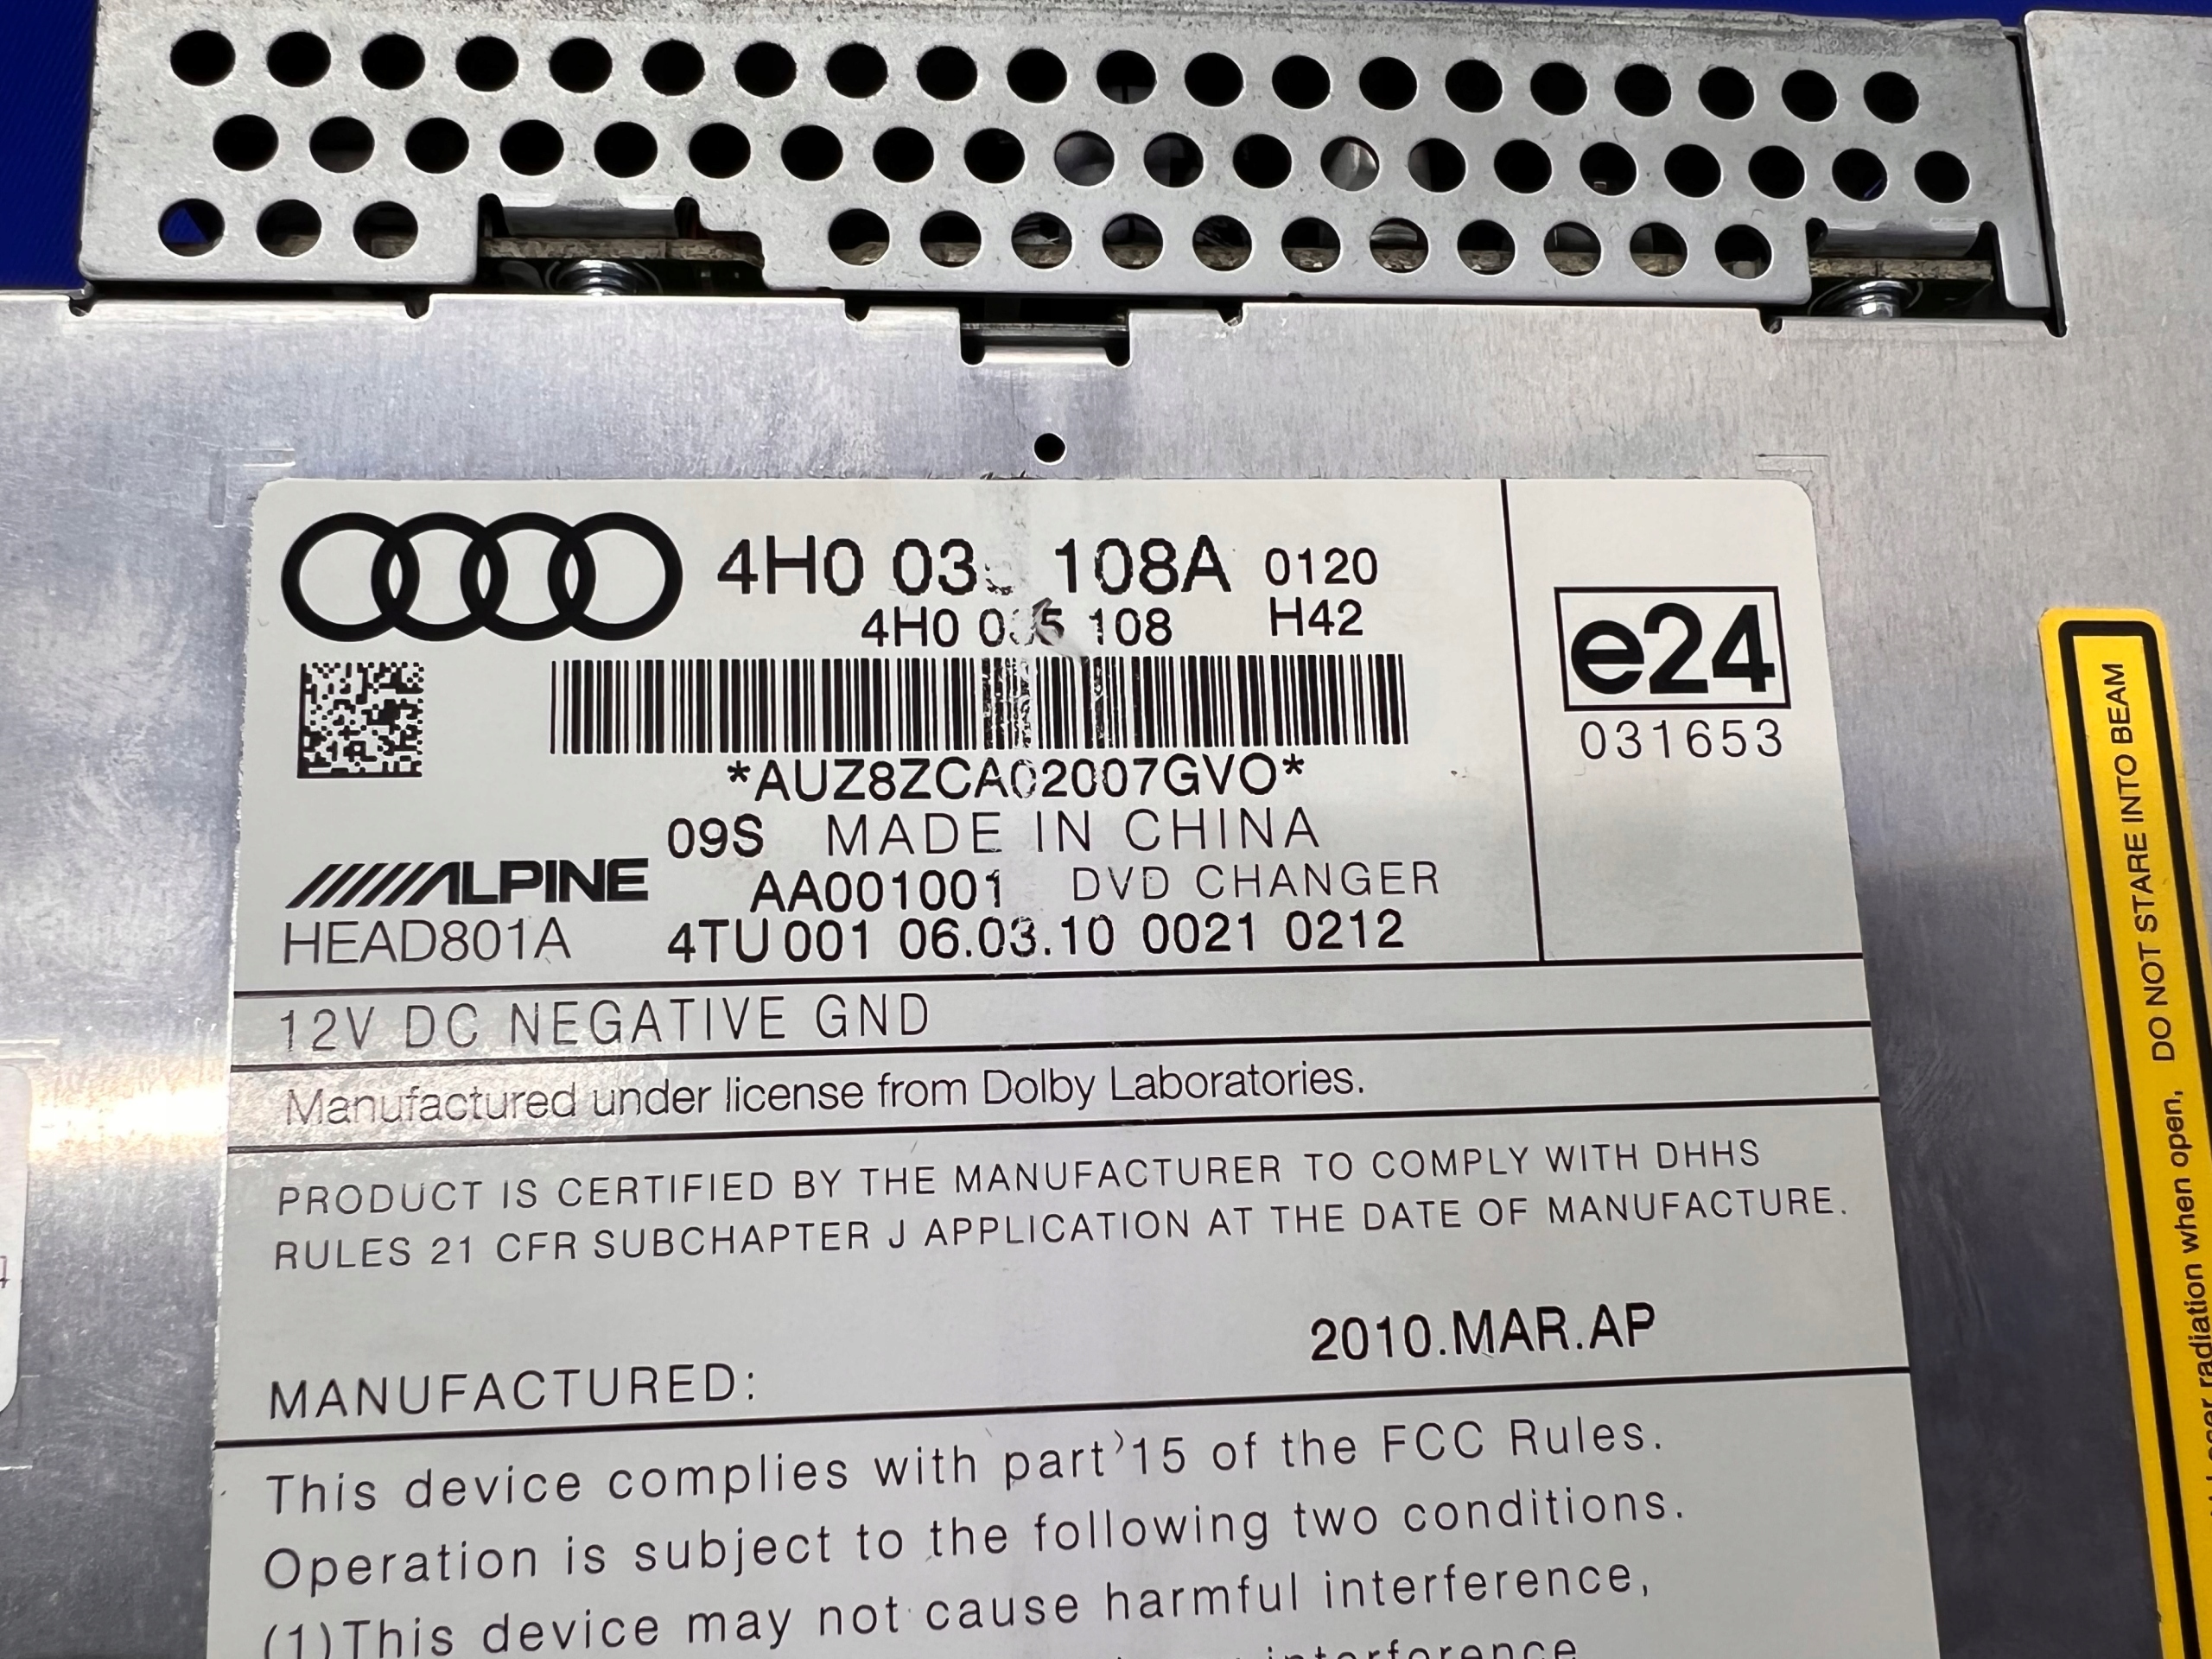 4H0 03 108A 0120
4H0 035 108 H42
e24
031653
*AUZ8ZCA02007GVO*
09S MADE IN CHINA
ALPINE AA001001 DVD CHANGER
HEAD801A 4TU001 06.03.10 0021 0212
12V DC NEGATIVE GND
Manufactured under license from Dolby Laboratories.
PRODUCT IS CERTIFIED BY THE MANUFACTURER TO COMPLY WITH DHHS
RULES 21 CFR SUBCHAPTER J APPLICATION AT THE DATE OF MANUFACTURE.
2010.MAR.AP
MANUFACTURED:
This device complies with part 15 of the FCC Rules.
Operation is subject to the following two conditions.
(1)This device may not cause harmful interference,
interference
radiation when open, DO NOT STARE INTO BEAM